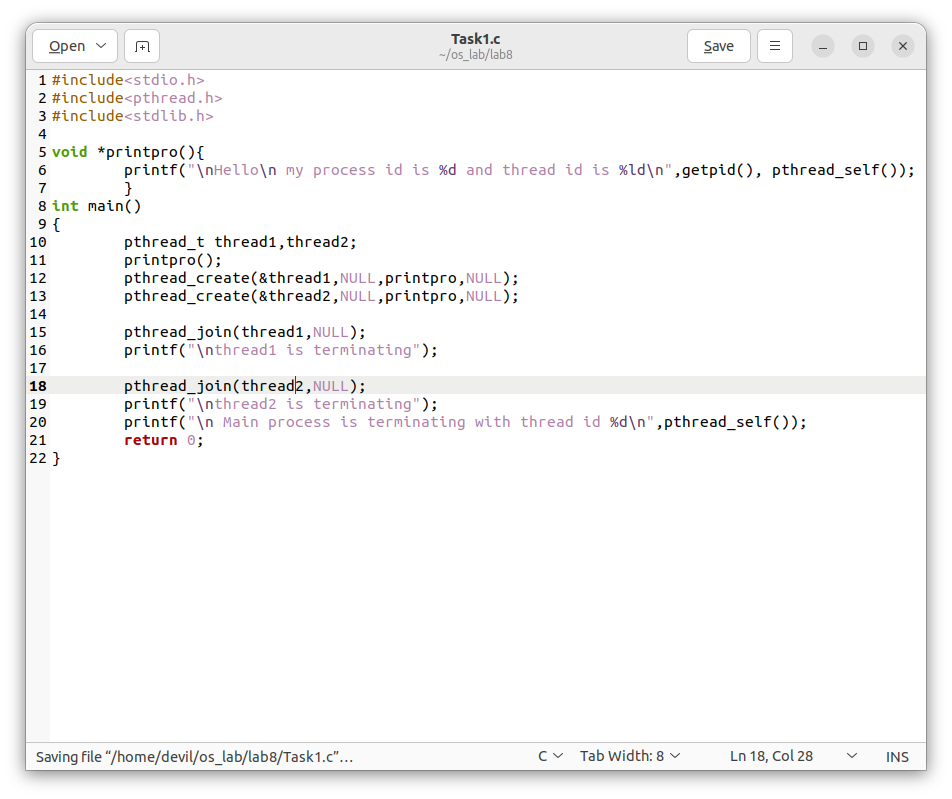 Open
Task1.c
~/os_lab/lab8
Save
1 #include<stdio.h>
2 #include<pthread.h>
3 #include<stdlib.h>
4
5 void *printpro(){
6         printf("\nHello\n my process id is %d and thread id is %ld\n",getpid(), pthread_self());
7         }
8 int main()
9 {
10         pthread_t thread1,thread2;
11         printpro();
12         pthread_create(&thread1,NULL,printpro,NULL);
13         pthread_create(&thread2,NULL,printpro,NULL);
14
15         pthread_join(thread1,NULL);
16         printf("\nthread1 is terminating");
17
18         pthread_join(thread2,NULL);
19         printf("\nthread2 is terminating");
20         printf("\n Main process is terminating with thread id %d\n",pthread_self());
21         return 0;
22 }
Saving file “/home/devil/os_lab/lab8/Task1.c”… C Tab Width: 8 Ln 18, Col 28 INS